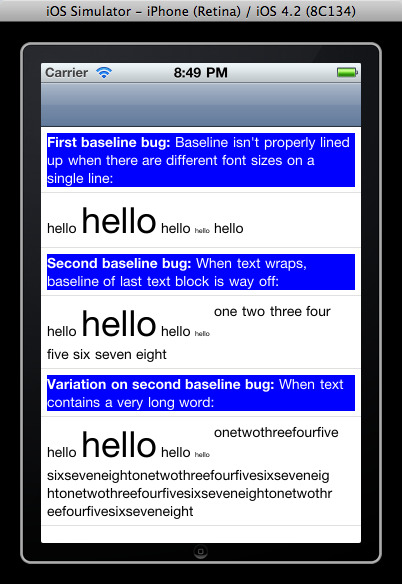 iOS Simulator - iPhone (Retina) / iOS 4.2 (8C134)
Carrier 8:49 PM
First baseline bug: Baseline isn't properly lined
up when there are different font sizes on a
single line:
hello hello hello hello hello
Second baseline bug: When text wraps,
baseline of last text block is way off:
hello hello hello hello one two three four
five six seven eight
Variation on second baseline bug: When text
contains a very long word:
hello hello hello hello onetwothreefourfive
sixseveneightonetwothreefourfivesixseveneig
htonetwothreefourfivesixseveneightonetwothr
eefourfivesixseveneight